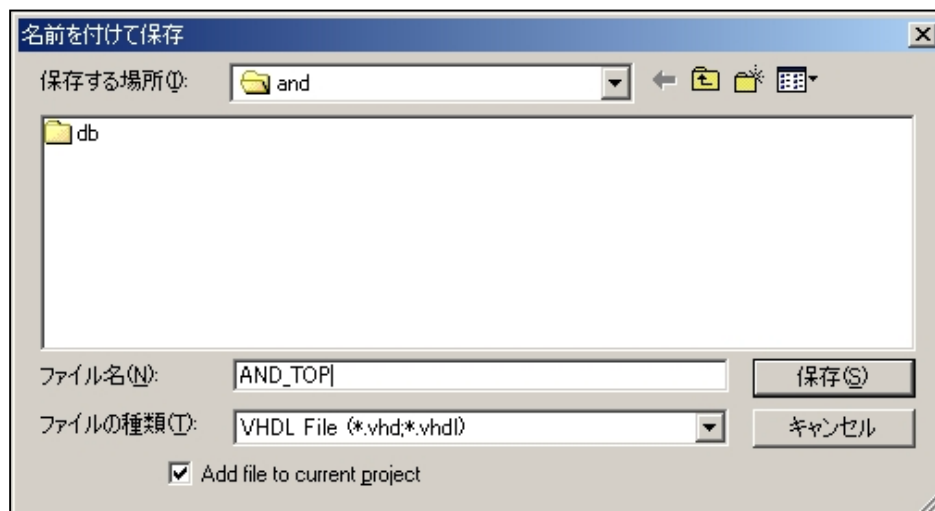 名前を付けて保存
保存する場所(I):
and
db
ファイル名(N):
AND_TOP
保存(S)
ファイルの種類(T):
VHDL File (*.vhd;*.vhdl)
キャンセル
Add file to current project